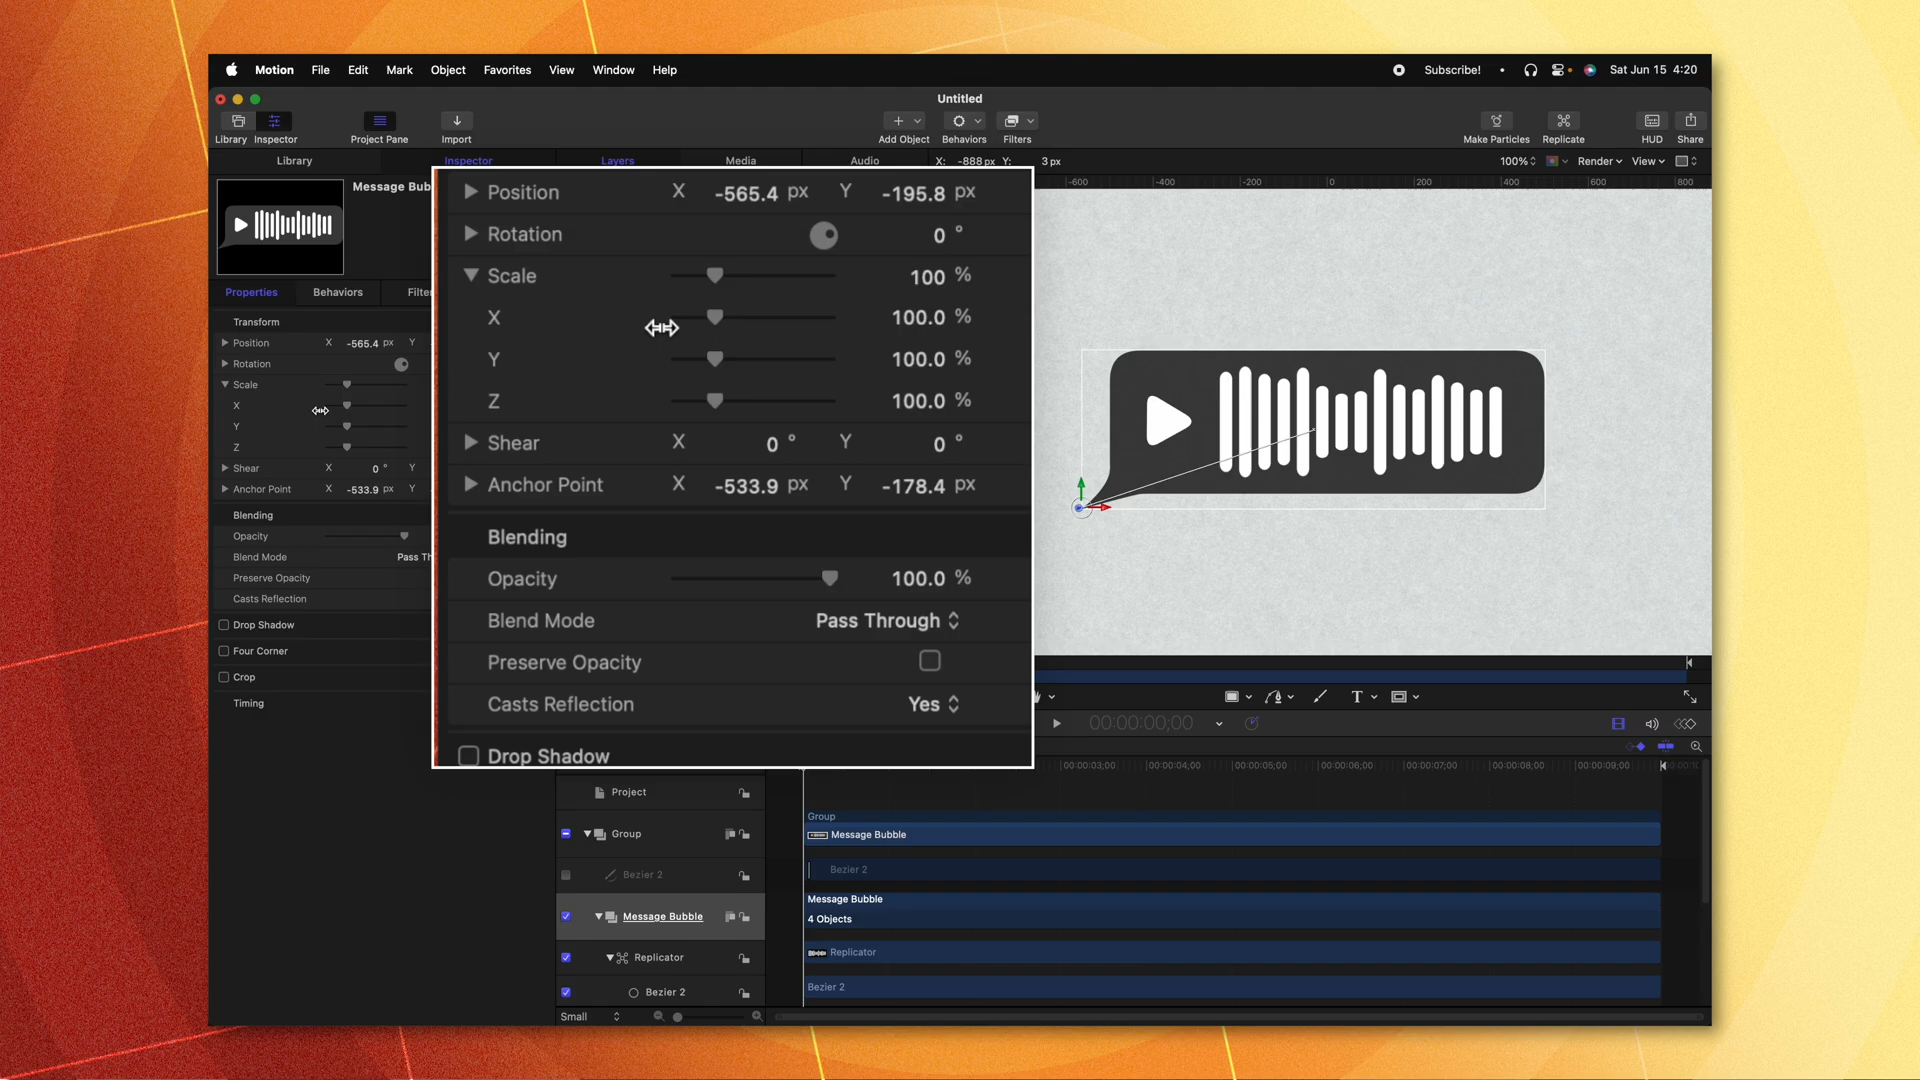 Motion File Edit Mark Object Favorites View Window Help
Subscribe! • Sat Jun 15 4:20
Untitled
Library Inspector Project Pane Import Add Object Behaviors Filters Make Particles Replicate HUD Share
Library Inspector Layers Media Audio X: -888 px Y: 3 px 100% Render View
-600 -400 -200 0 200 400 600 800
Message Bub
Properties Behaviors Filter
Transform
Position X -565.4 px Y
Rotation
Scale
X
Y
Z
Shear X 0 ° Y
Anchor Point X -533.9 px Y
Blending
Opacity
Blend Mode Pass Th
Preserve Opacity
Casts Reflection
Drop Shadow
Four Corner
Crop
Timing
Position X -565.4 px Y -195.8 px
Rotation 0 °
Scale 100 %
X 100.0 %
Y 100.0 %
Z 100.0 %
Shear X 0 ° Y 0 °
Anchor Point X -533.9 px Y -178.4 px
Blending
Opacity 100.0 %
Blend Mode Pass Through
Preserve Opacity
Casts Reflection Yes
Drop Shadow
T
00:00:00;00
00:00:03;00 00:00:04;00 00:00:05;00 00:00:06;00 00:00:07;00 00:00:08;00 00:00:09;00
Project
Group
Group
Message Bubble
Bezier 2
Bezier 2
Message Bubble
Message Bubble
4 Objects
Replicator
Replicator
Bezier 2
Bezier 2
Small